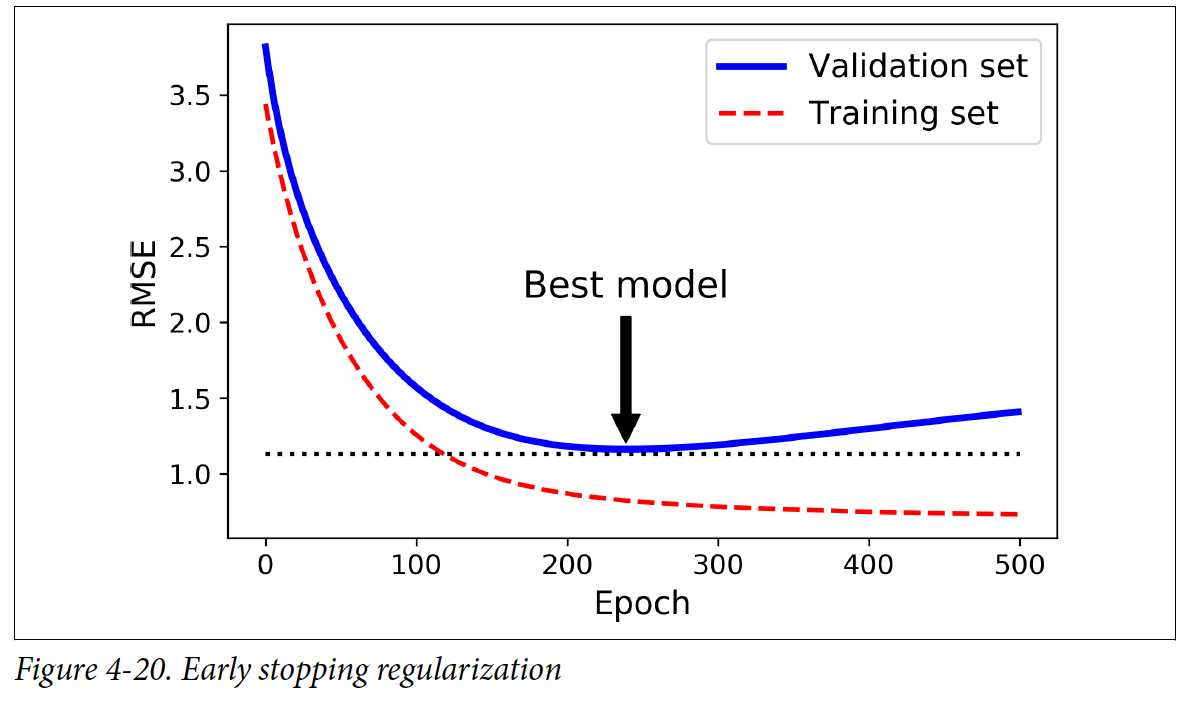 Validation set
Training set
3.5
3.0
2.5
2.0
1.5
1.0
RMSE
Best model
0 100 200 300 400 500
Epoch
Figure 4-20. Early stopping regularization